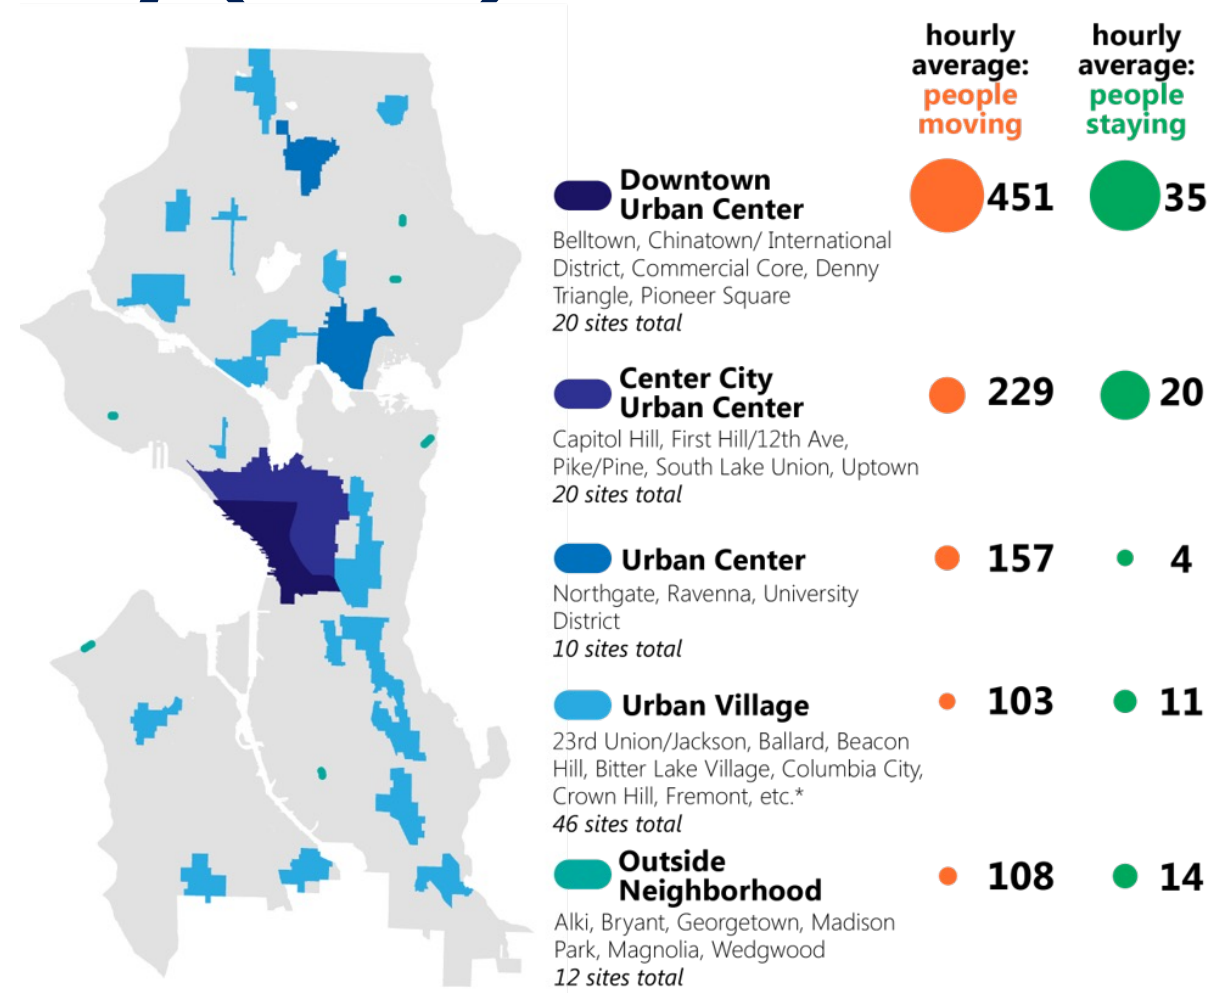 hourly
average:
people
moving
hourly
average:
people
staying
Downtown
Urban Center
451
35
Belltown, Chinatown/ International
District, Commercial Core, Denny
Triangle, Pioneer Square
20 sites total
Center City
Urban Center
229
20
Capitol Hill, First Hill/12th Ave,
Pike/Pine, South Lake Union, Uptown
20 sites total
Urban Center
157
4
Northgate, Ravenna, University
District
10 sites total
Urban Village
103
11
23rd Union/Jackson, Ballard, Beacon
Hill, Bitter Lake Village, Columbia City,
Crown Hill, Fremont, etc.*
46 sites total
Outside
Neighborhood
108
14
Alki, Bryant, Georgetown, Madison
Park, Magnolia, Wedgwood
12 sites total